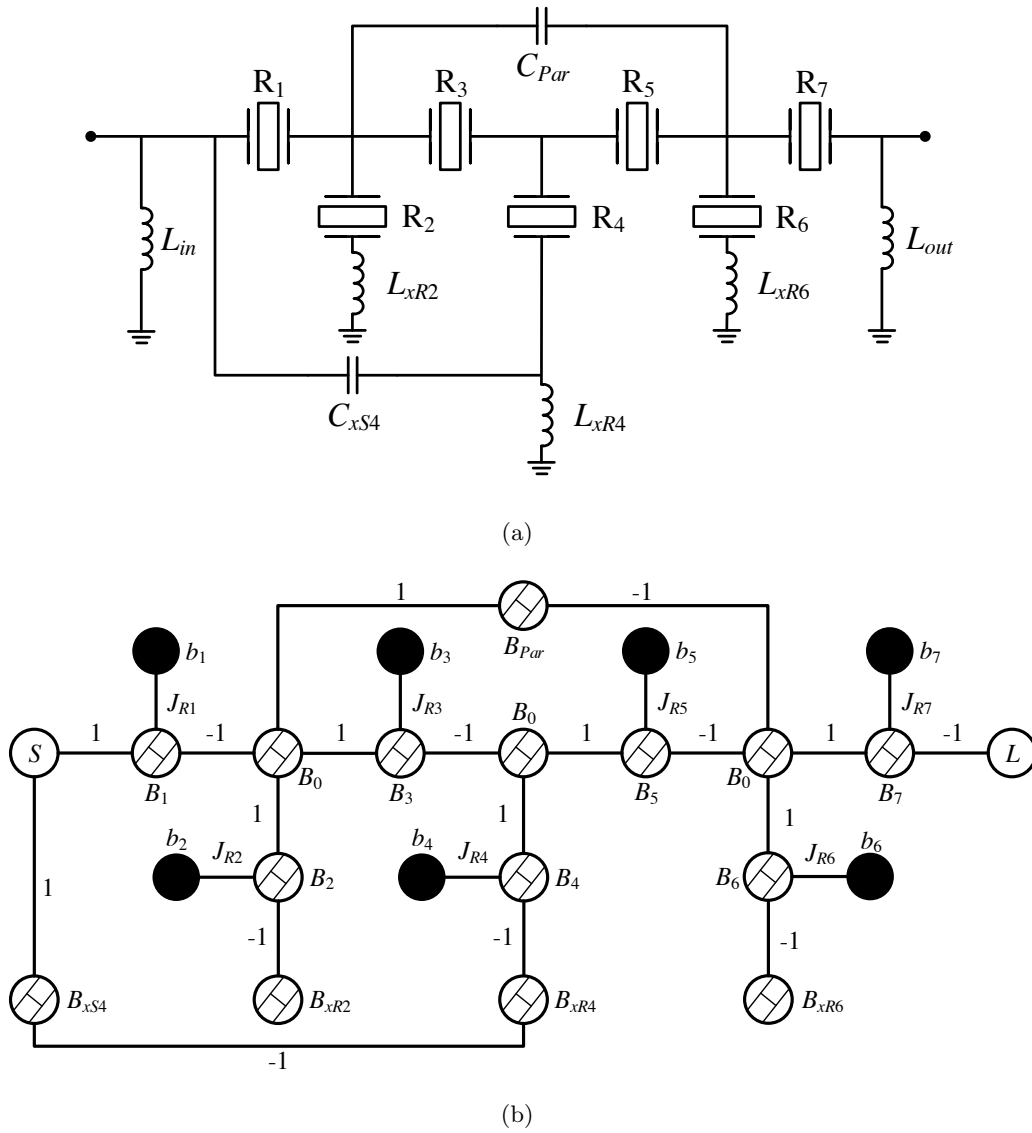 C_Par
R_1 R_3 R_5 R_7
R_2 R_4 R_6
L_in L_xR2 L_xR6 L_out
C_xS4 L_xR4
(a)
1 -1
B_Par
b_1 b_3 b_5 b_7
J_R1 J_R3 B_0 J_R5 J_R7
S 1 -1 1 -1 1 -1 1 -1 L
B_1 B_0 B_3 B_5 B_0 B_7
1 1 1
b_2 J_R2 B_2 b_4 J_R4 B_4 B_6 J_R6 b_6
1 -1 -1 -1
B_xS4 B_xR2 B_xR4 B_xR6
-1
(b)